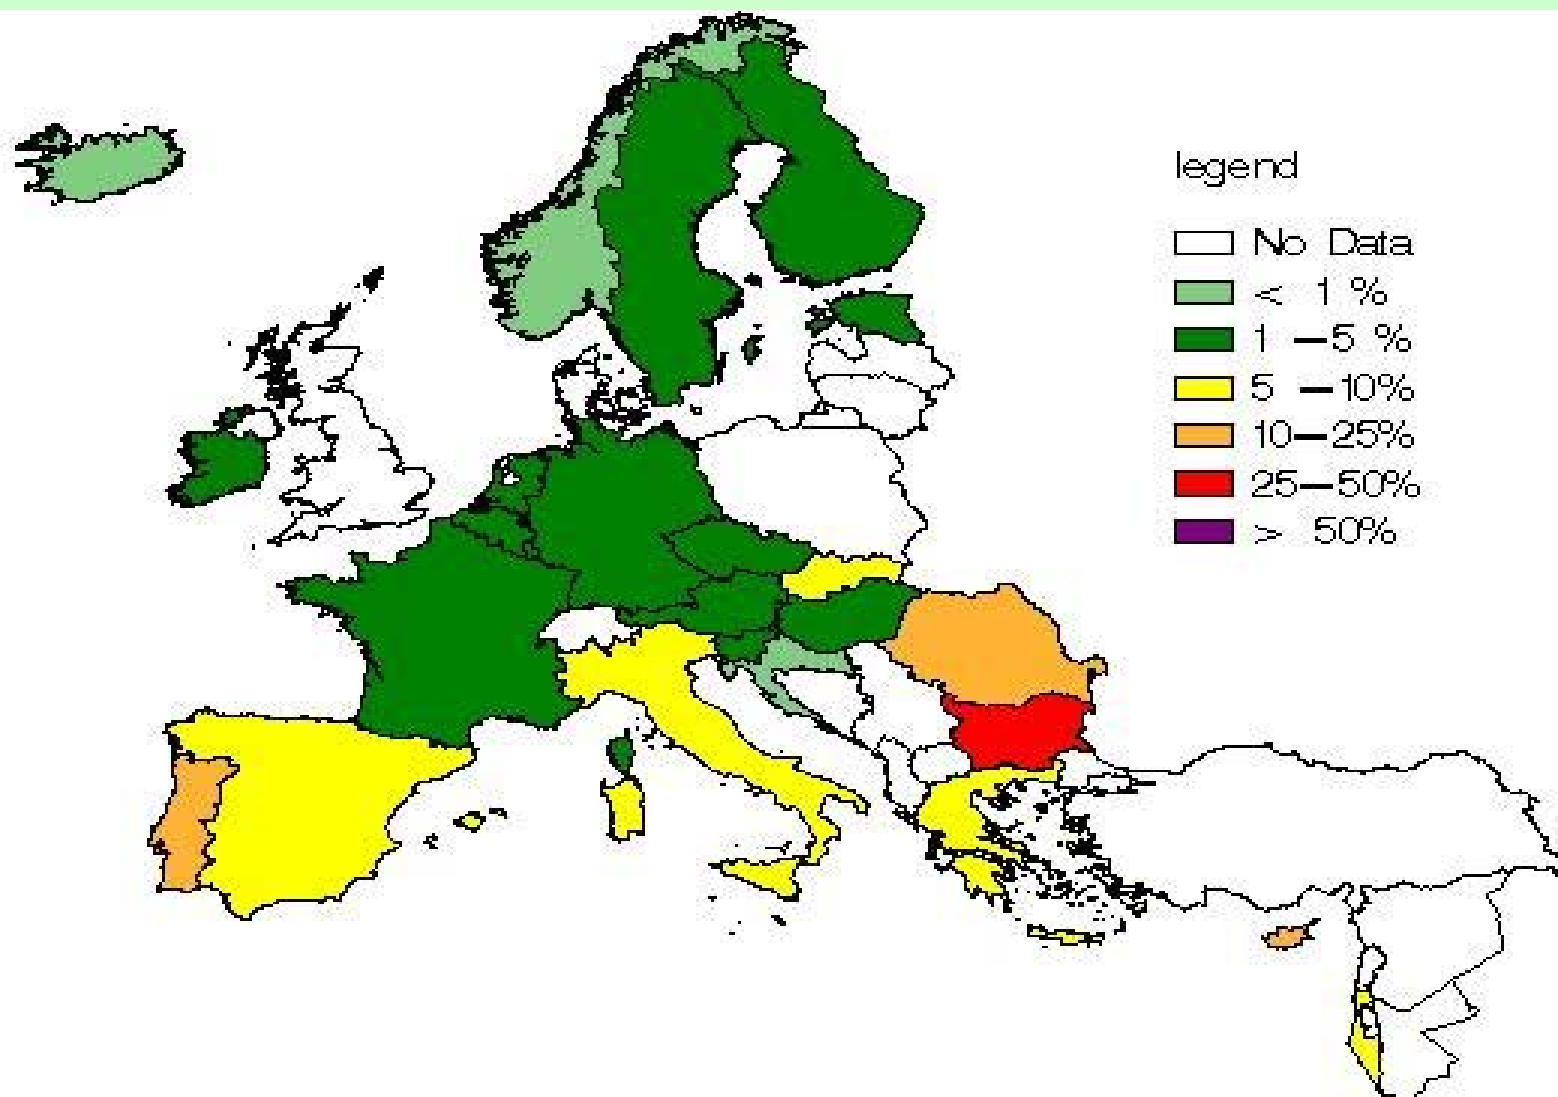 legend
No Data
< 1 %
1 –5 %
5 –10%
10–25%
25–50%
> 50%